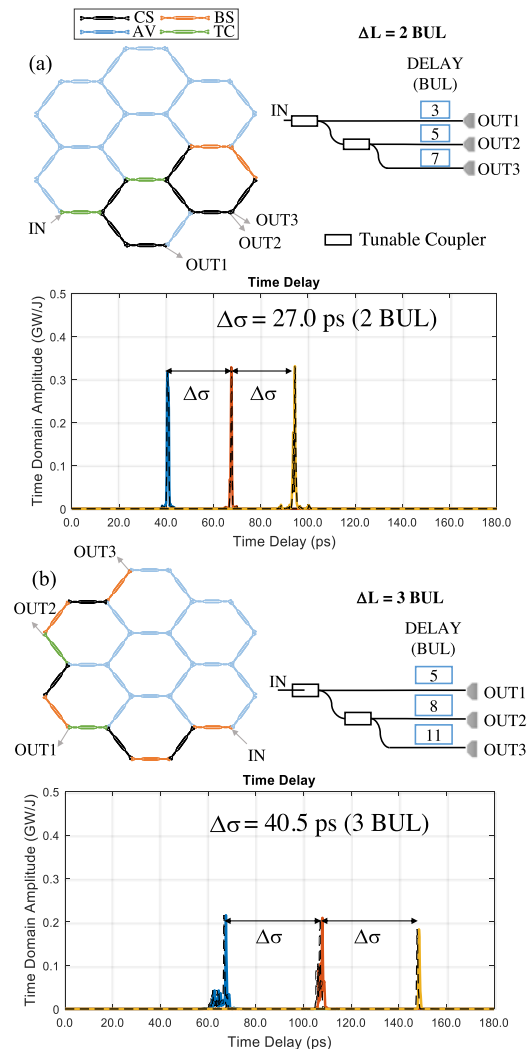 CS BS
AV TC
ΔL = 2 BUL
(a)
DELAY
(BUL)
IN
3
OUT1
5
OUT2
7
OUT3
IN
OUT3
OUT2
OUT1
Tunable Coupler
Time Delay
Time Domain Amplitude (GW/J)
0.5
0.4
0.3
0.2
0.1
0
Δσ = 27.0 ps (2 BUL)
Δσ
Δσ
0.0 20.0 40.0 60.0 80.0 100.0 120.0 140.0 160.0 180.0
Time Delay (ps)
OUT3
(b)
OUT2
OUT1
IN
ΔL = 3 BUL
DELAY
(BUL)
IN
5
OUT1
8
OUT2
11
OUT3
Time Delay
Time Domain Amplitude (GW/J)
0.5
0.4
0.3
0.2
0.1
0
Δσ = 40.5 ps (3 BUL)
Δσ
Δσ
0.0 20.0 40.0 60.0 80.0 100.0 120.0 140.0 160.0 180.0
Time Delay (ps)